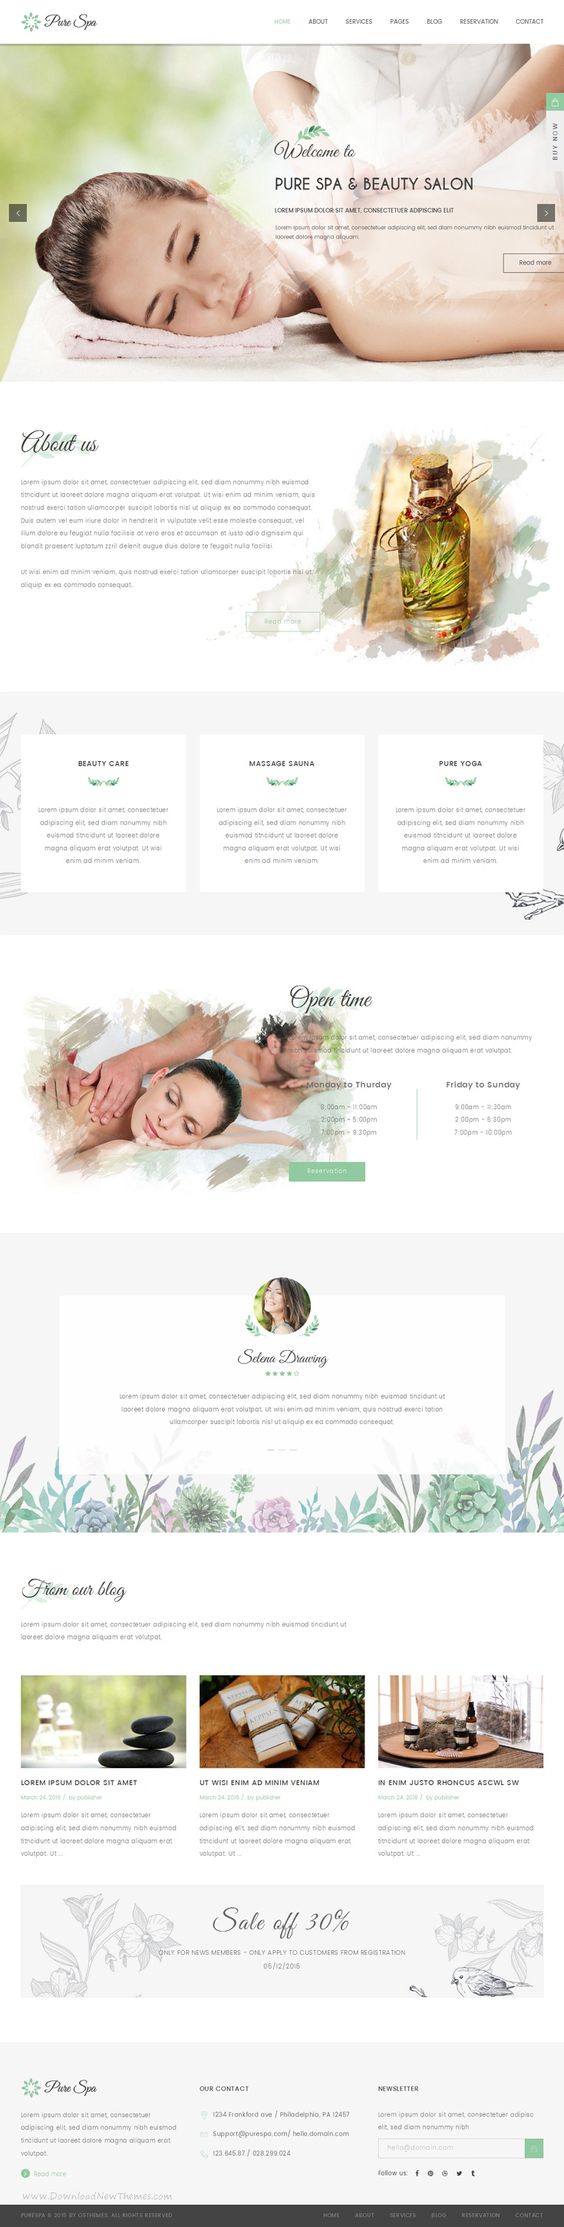 Pure Spa
HOME ABOUT SERVICES PAGES BLOG RESERVATION CONTACT
BUY NOW
Welcome to
PURE SPA & BEAUTY SALON
LOREM IPSUM DOLOR SIT AMET, CONSECTETUER ADIPISCING ELIT
Lorem ipsum dolor sit amet, consectetuer adipiscing elit, sed diam nonummy nibh euismod tincidunt ut
laoreet dolore magna aliquam.
Read more
About us
Lorem ipsum dolor sit amet, consectetuer adipiscing elit, sed diam nonummy nibh euismod
titncidunt ut laoreet dolore magna aliquam erat volutpat. Ut wisi enim ad minim veniam, quis
nostrud exerci tation ullamcorper suscipit lobortis nisl ut aliquip ex ea commodo consequat.
Duis autem vel eum iriure dolor in hendrerit in vulputate velit esse molestie consequat, vel
illum dolore eu feugiat nulla facilisis at vero eros et accumsan et iusto odio dignissim qui
blandit praesent luptatum zzril delenit augue duis dolore te feugait nulla facilisi.
Ut wisi enim ad minim veniam, quis nostrud exerci tation ullamcorper suscipit lobortis nisl ut
aliquip ex ea commodo consequat..
Read more
BEAUTY CARE
Lorem ipsum dolor sit amet, consectetuer
adipiscing elit, sed diam nonummy nibh
euismod titncidunt ut laoreet dolore
magna aliquam erat volutpat. Ut wisi
enim ad minim veniam.
MASSAGE SAUNA
Lorem ipsum dolor sit amet, consectetuer
adipiscing elit, sed diam nonummy nibh
euismod titncidunt ut laoreet dolore
magna aliquam erat volutpat. Ut wisi
enim ad minim veniam.
PURE YOGA
Lorem ipsum dolor sit amet, consectetuer
adipiscing elit, sed diam nonummy nibh
euismod titncidunt ut laoreet dolore
magna aliquam erat volutpat. Ut wisi
enim ad minim veniam.
Open time
Lorem ipsum dolor sit amet, consectetuer adipiscing elit, sed diam nonummy
nibh euismod tincidunt ut laoreet dolore magna aliquam erat volutpat.
Monday to Thurday
8:00am - 11:00am
2:00pm - 5:00pm
7:00pm - 9:30pm
Friday to Sunday
9:00am - 11:30am
2:00pm - 5:30pm
7:00pm - 10:00pm
Reservation
Selena Drawing
Lorem ipsum dolor sit amet, consectetuer adipiscing elit, sed diam nonummy nibh euismod tincidunt ut
laoreet dolore magna aliquam erat volutpat. Ut wisi enim ad minim veniam, quis nostrud exerci tation
ullamcorper suscipit lobortis nisl ut aliquip ex ea commodo consequat.
From our blog
Lorem ipsum dolor sit amet, consectetuer adipiscing elit, sed diam nonummy nibh euismod tincidunt ut
laoreet dolore magna aliquam erat volutpat.
LOREM IPSUM DOLOR SIT AMET
March 24, 2016 / by publisher
Lorem ipsum dolor sit amet, consectetuer
adipiscing elit, sed diam nonummy nibh euismod
titncidunt ut laoreet dolore magna aliquam erat
volutpat. Ut ...
KEPPALS
UT WISI ENIM AD MINIM VENIAM
March 24, 2016 / by publisher
Lorem ipsum dolor sit amet, consectetuer
adipiscing elit, sed diam nonummy nibh euismod
titncidunt ut laoreet dolore magna aliquam erat
volutpat. Ut ...
IN ENIM JUSTO RHONCUS ASCWL SW
March 24, 2016 / by publisher
Lorem ipsum dolor sit amet, consectetuer
adipiscing elit, sed diam nonummy nibh euismod
titncidunt ut laoreet dolore magna aliquam erat
volutpat. Ut ...
Sale off 30%
ONLY FOR NEWS MEMBERS - ONLY APPLY TO CUSTOMERS FROM REGISTRATION
05/12/2015
Pure Spa
Lorem ipsum dolor sit amet, consectetuer
adipiscing elit, sed diam nonummy nibh euismod
titncidunt ut laoreet dolore magna aliquam erat
volutpat.
Read more
www.DownloadNewThemes.com
OUR CONTACT
1234 Frankford ave / Philadelphia, PA 12457
Support@purespa.com/ hello.domain.com
123.645.87 / 028.299.024
NEWSLETTER
Lorem ipsum dolor sit amet, consectetuer adipisc
elit, sed diam nonummy nibh
hello@domain.com
Follow us:
PURESPA © 2015 BY OSTHEMES. ALL RIGHTS RESERVED
HOME ABOUT SERVICES BLOG RESERVATION CONTACT